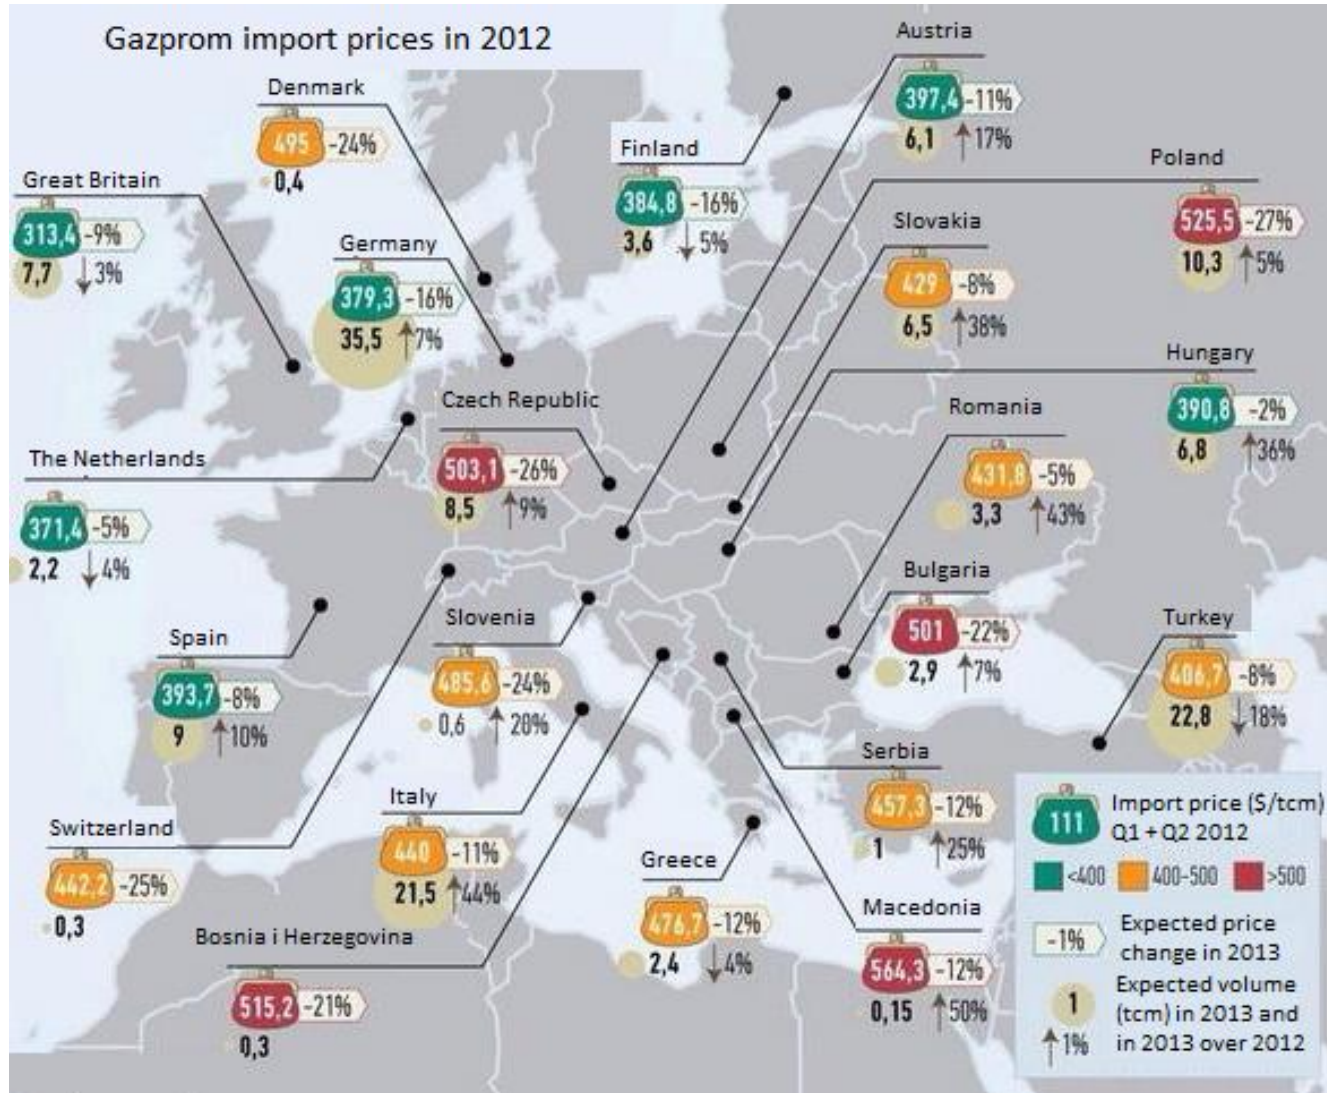 Gazprom import prices in 2012
Austria
397,4 -11%
6,1 17%
Denmark
495 -24%
0,4
Finland
384,8 -16%
3,6 5%
Poland
525,5 -27%
10,3 5%
Great Britain
313,4 -9%
7,7 3%
Germany
379,3 -16%
35,5 7%
Slovakia
429 -8%
6,5 38%
Hungary
390,8 -2%
6,8 36%
Czech Republic
503,1 -26%
8,5 9%
Romania
431,8 -5%
3,3 43%
The Netherlands
371,4 -5%
2,2 4%
Bulgaria
501 -22%
2,9 7%
Spain
393,7 -8%
9 10%
Slovenia
485,6 -24%
0,6 20%
Turkey
406,7 -8%
22,8 18%
Serbia
457,3 -12%
1 25%
Italy
440 -11%
21,5 44%
Switzerland
442,2 -25%
0,3
Greece
476,7 -12%
2,4 4%
Macedonia
564,3 -12%
0,15 50%
Bosnia i Herzegovina
515,2 -21%
0,3
111 Import price ($/tcm)
Q1 + Q2 2012
<400 400-500 >500
-1% Expected price
change in 2013
1 Expected volume
(tcm) in 2013 and
1% in 2013 over 2012